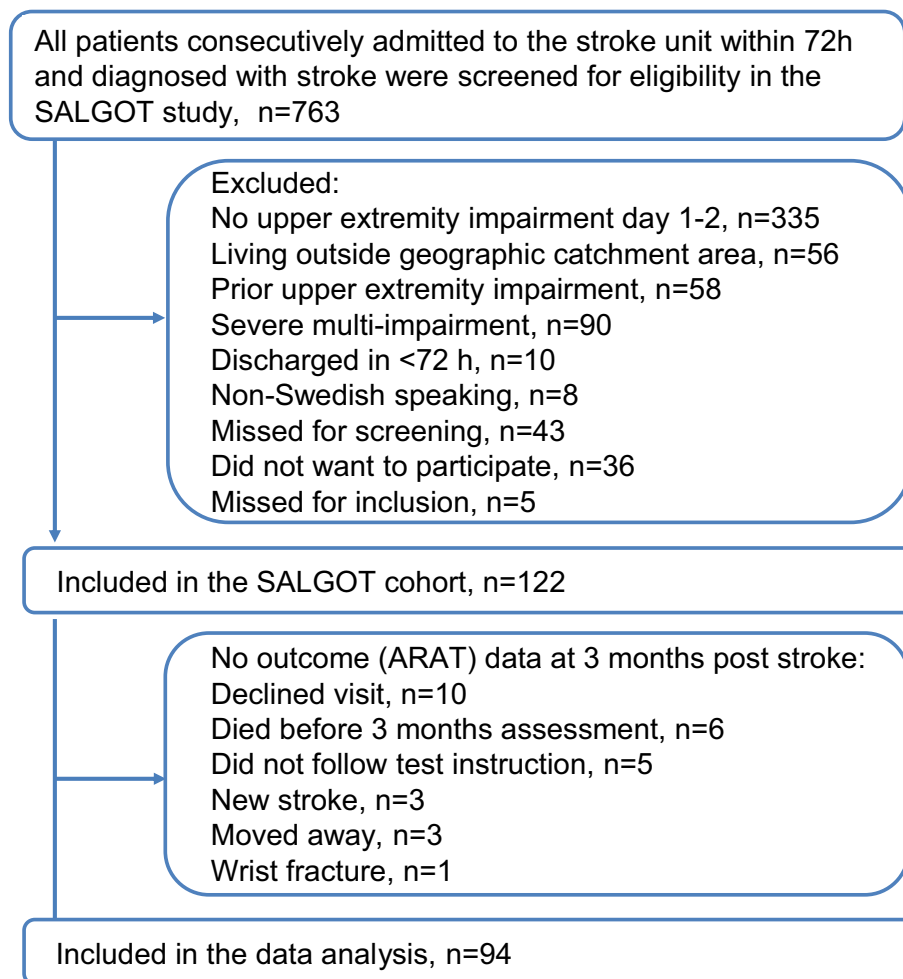 All patients consecutively admitted to the stroke unit within 72h
and diagnosed with stroke were screened for eligibility in the
SALGOT study, n=763
Excluded:
No upper extremity impairment day 1-2, n=335
Living outside geographic catchment area, n=56
Prior upper extremity impairment, n=58
Severe multi-impairment, n=90
Discharged in <72 h, n=10
Non-Swedish speaking, n=8
Missed for screening, n=43
Did not want to participate, n=36
Missed for inclusion, n=5
Included in the SALGOT cohort, n=122
No outcome (ARAT) data at 3 months post stroke:
Declined visit, n=10
Died before 3 months assessment, n=6
Did not follow test instruction, n=5
New stroke, n=3
Moved away, n=3
Wrist fracture, n=1
Included in the data analysis, n=94